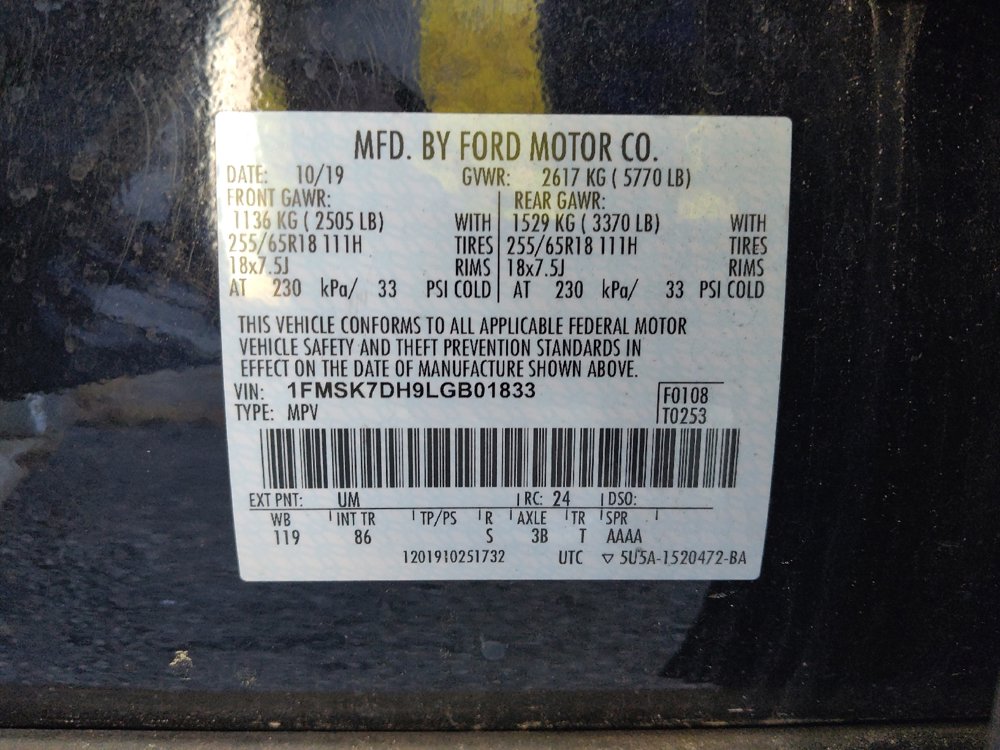 MFD. BY FORD MOTOR CO.
DATE: 10/19 GVWR: 2617 KG ( 5770 LB)
FRONT GAWR: REAR GAWR:
1136 KG ( 2505 LB) WITH 1529 KG ( 3370 LB) WITH
255/65R18 111H TIRES 255/65R18 111H TIRES
18x7.5J RIMS 18x7.5J RIMS
AT 230 kPa/ 33 PSI COLD AT 230 kPa/ 33 PSI COLD
THIS VEHICLE CONFORMS TO ALL APPLICABLE FEDERAL MOTOR
VEHICLE SAFETY AND THEFT PREVENTION STANDARDS IN
EFFECT ON THE DATE OF MANUFACTURE SHOWN ABOVE.
VIN: 1FMSK7DH9LGB01833 F0108
TYPE: MPV T0253
EXT PNT: UM RC: 24 DSO:
WB INT TR TP/PS R AXLE TR SPR
119 86 S 3B T AAAA
1201910251732 UTC ▽ 5U5A-1520472-BA